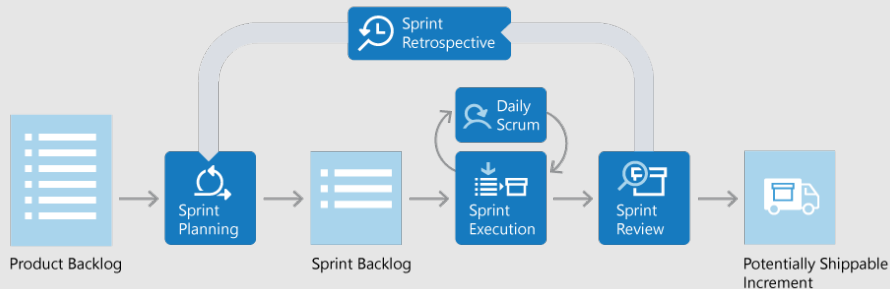 Sprint
Retrospective
Daily
Scrum
Sprint
Planning
Sprint
Execution
Sprint
Review
Product Backlog
Sprint Backlog
Potentially Shippable
Increment